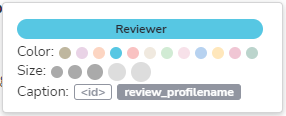 Reviewer
Color:
Size:
Caption: <id> review_profilename